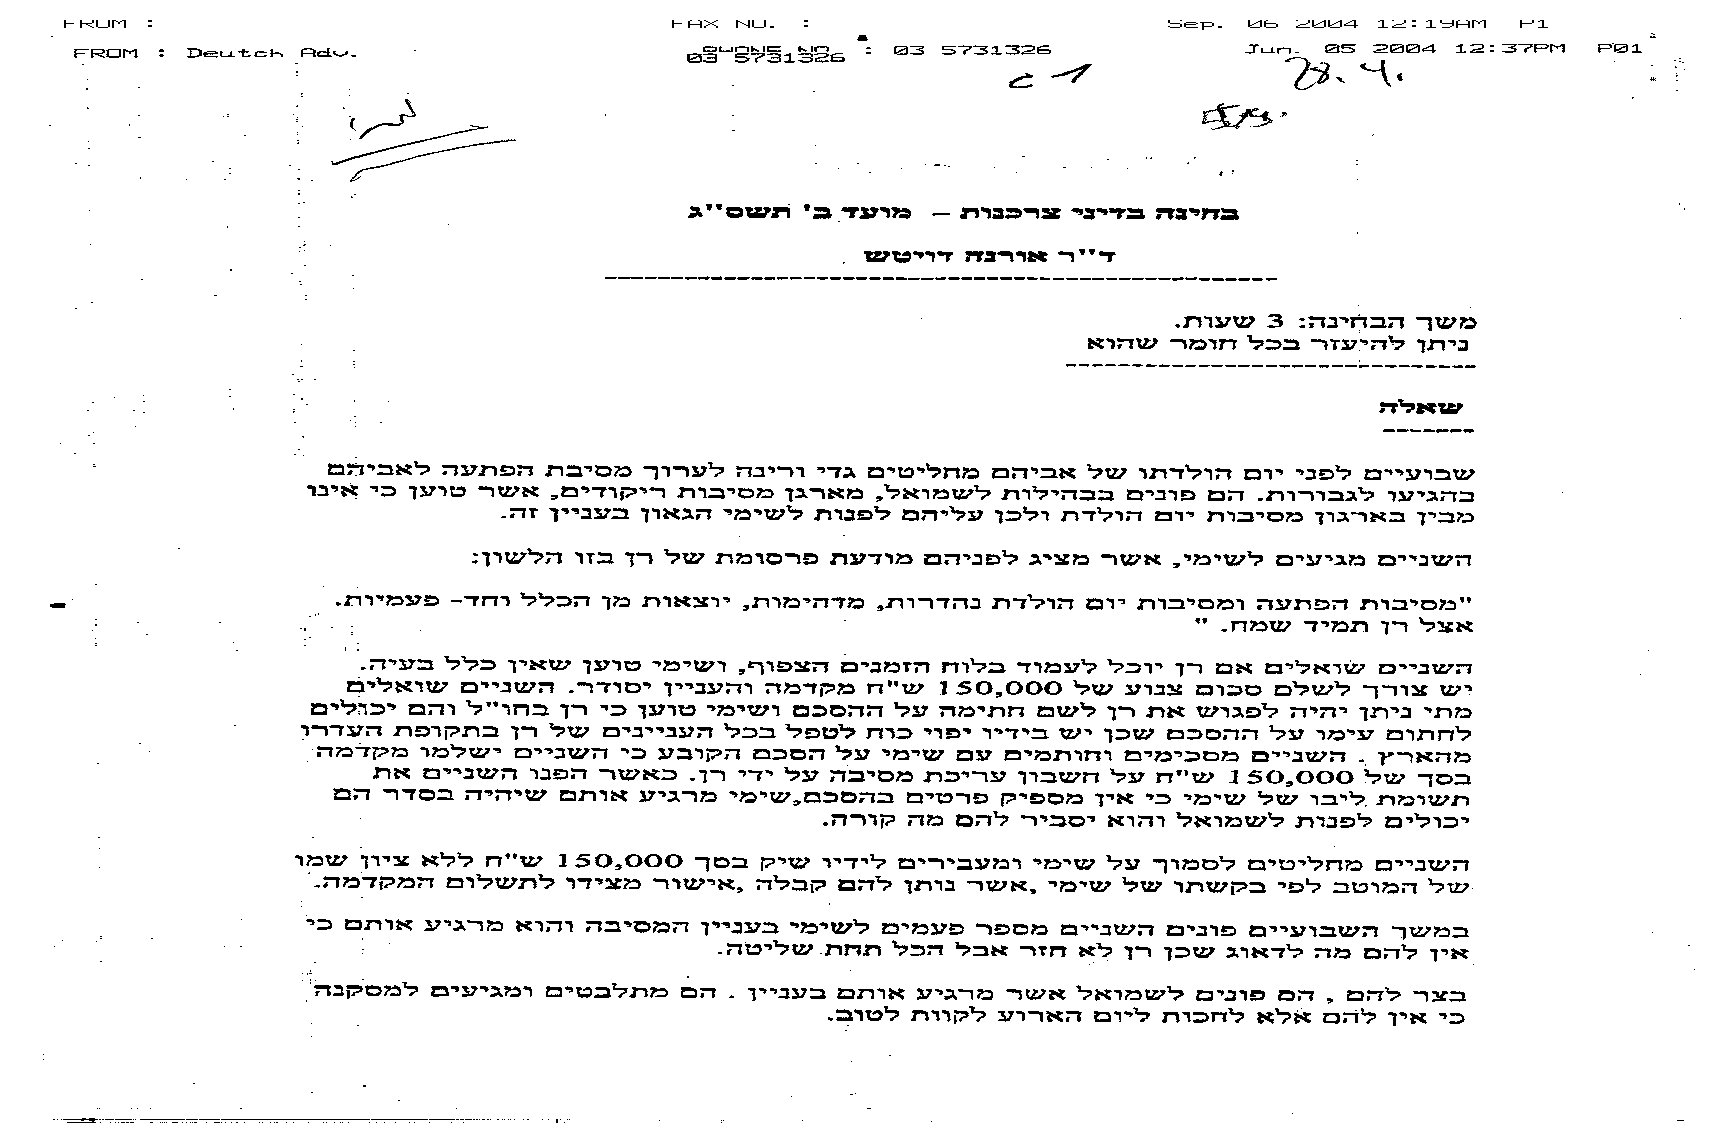 FROM : FAX NO. : Sep. 06 2004 12:19AM P1
FROM : Deutch Adv. PHONE NO. : 03 5731326 Jun. 05 2004 12:37PM P01
03 5731326
28.4.
בחינה בדיני צרכנות – מועד ב' תשס"ג
ד"ר אורנה דויטש
משך הבחינה: 3 שעות.
ניתן להיעזר בכל חומר שהוא
שאלה
שבועיים לפני יום הולדתו של אביהם מחליטים גדי ורינה לערוך מסיבת הפתעה לאביהם
בהגיעו לגבורות. הם פונים בבהילות לשמואל, מארגן מסיבות ריקודים, אשר טוען כי אינו
מבין בארגון מסיבות יום הולדת ולכן עליהם לפנות לשימי הגאון בעניין זה.
השניים מגיעים לשימי, אשר מציג לפניהם מודעת פרסומת של רן בזו הלשון:
"מסיבות הפתעה ומסיבות יום הולדת נהדרות, מדהימות, יוצאות מן הכלל וחד- פעמיות.
אצל רן תמיד שמח. "
השניים שואלים אם רן יוכל לעמוד בלוח הזמנים הצפוף, ושימי טוען שאין כלל בעיה.
יש צורך לשלם סכום צנוע של 150,000 ש"ח מקדמה והעניין יסודר. השניים שואלים
מתי ניתן יהיה לפגוש את רן לשם חתימה על ההסכם ושימי טוען כי רן בחו"ל והם יכולים
לחתום עימו על ההסכם שכן יש בידיו יפוי כוח לטפל בכל העניינים של רן בתקופת העדרו
מהארץ . השניים מסכימים וחותמים עם שימי על הסכם הקובע כי השניים ישלמו מקדמה
בסך של 150,000 ש"ח על חשבון עריכת מסיבה על ידי רן. כאשר הפנו השניים את
תשומת ליבו של שימי כי אין מספיק פרטים בהסכם,שימי מרגיע אותם שיהיה בסדר הם
יכולים לפנות לשמואל והוא יסביר להם מה קורה.
השניים מחליטים לסמוך על שימי ומעבירים לידיו שיק בסך 150,000 ש"ח ללא ציון שמו
של המוטב לפי בקשתו של שימי ,אשר נותן להם קבלה ,אישור מצידו לתשלום המקדמה.
במשך השבועיים פונים השניים מספר פעמים לשימי בעניין המסיבה והוא מרגיע אותם כי
אין להם מה לדאוג שכן רן לא חזר אבל הכל תחת שליטה.
בצר להם , הם פונים לשמואל אשר מרגיע אותם בעניין . הם מתלבטים ומגיעים למסקנה
כי אין להם אלא לחכות ליום הארוע לקוות לטוב.